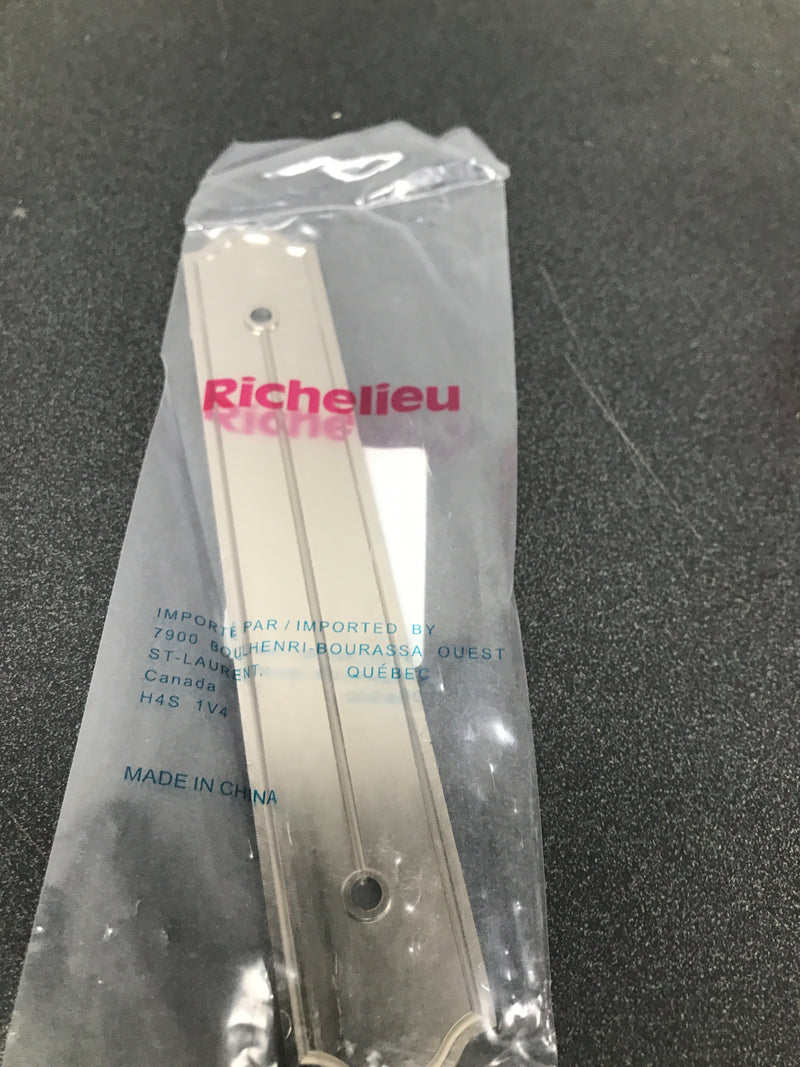 Richelieu
IMPORTÉ PAR / IMPORTED BY
7900 BOUL HENRI-BOURASSA OUEST
ST-LAURENT, QUÉBEC
Canada
H4S 1V4
MADE IN CHINA